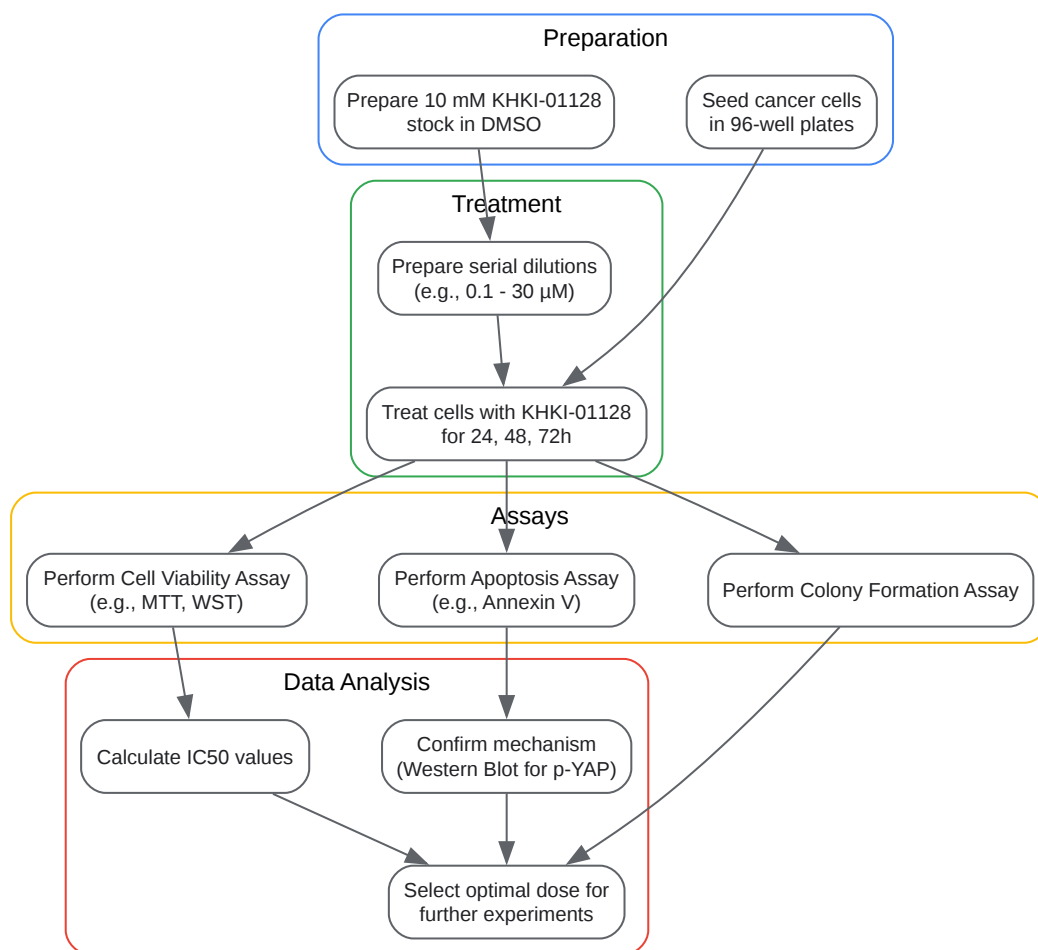 Preparation
Prepare 10 mM KHKI-01128
stock in DMSO
Seed cancer cells
in 96-well plates
Treatment
Prepare serial dilutions
(e.g., 0.1 - 30 µM)
Treat cells with KHKI-01128
for 24, 48, 72h
Assays
Perform Cell Viability Assay
(e.g., MTT, WST)
Perform Apoptosis Assay
(e.g., Annexin V)
Perform Colony Formation Assay
Data Analysis
Calculate IC50 values
Confirm mechanism
(Western Blot for p-YAP)
Select optimal dose for
further experiments